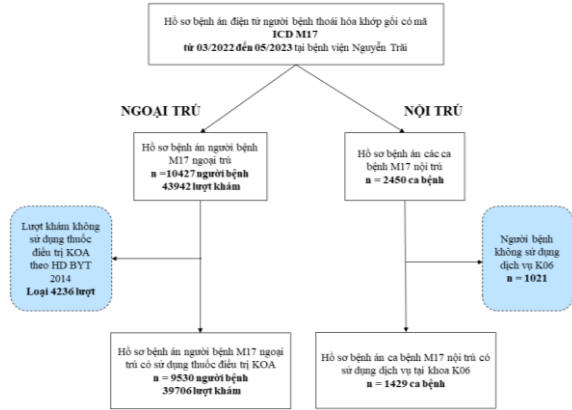 Hồ sơ bệnh án điện tử người bệnh thoái hóa khớp gối có mã
ICD M17
từ 03/2022 đến 05/2023 tại bệnh viện Nguyễn Trãi
NGOẠI TRÚ
NỘI TRÚ
Hồ sơ bệnh án người bệnh
M17 ngoại trú
n =10427 người bệnh
43942 lượt khám
Hồ sơ bệnh án các ca
bệnh M17 nội trú
n = 2450 ca bệnh
Lượt khám không
sử dụng thuốc
điều trị KOA
theo HD BYT
2014
Loại 4236 lượt
Người bệnh
không sử dụng
dịch vụ K06
n = 1021
Hồ sơ bệnh án người bệnh M17 ngoại
trú có sử dụng thuốc điều trị KOA
n = 9530 người bệnh
39706 lượt khám
Hồ sơ bệnh án ca bệnh M17 nội trú có
sử dụng dịch vụ tại khoa K06
n = 1429 ca bệnh